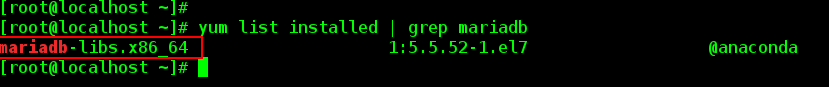 [root@localhost ~]#
[root@localhost ~]# yum list installed | grep mariadb
mariadb-libs.x86_64 1:5.5.52-1.el7 @anaconda
[root@localhost ~]#